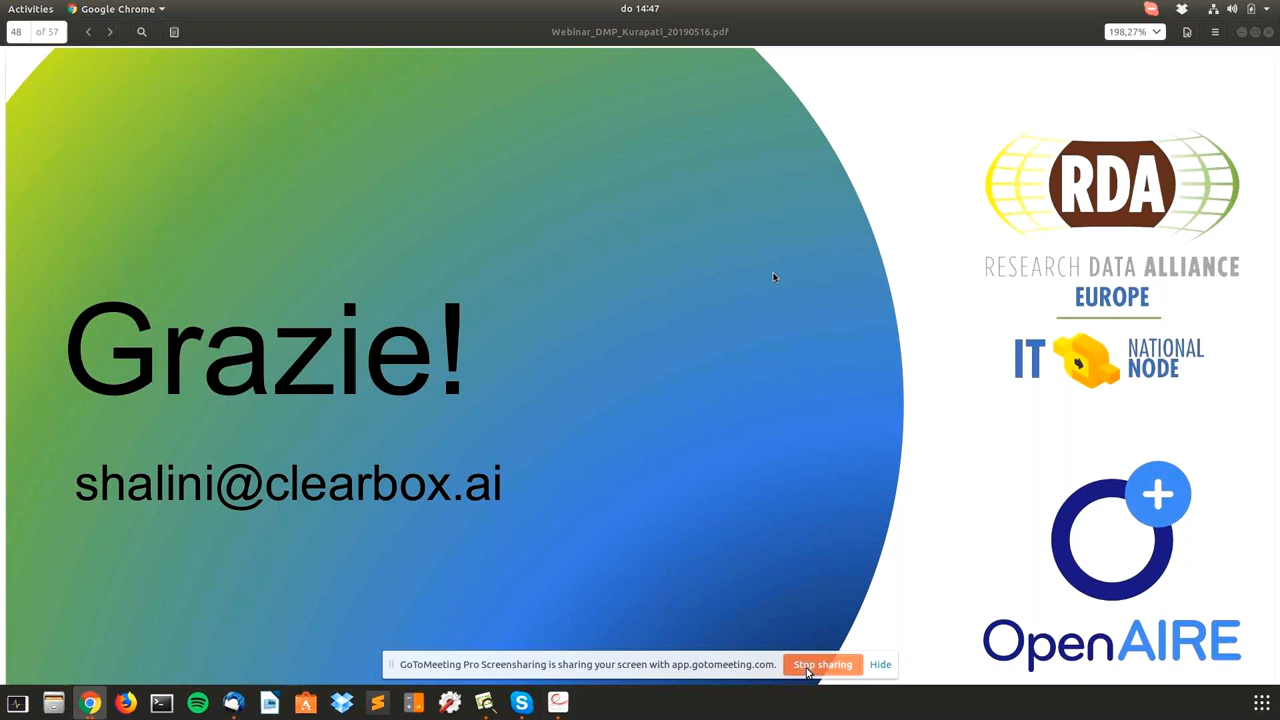 Activities
Google Chrome
do 14:47
48
of 57
Webinar_DMP_Kurapati_20190516.pdf
198,27%
RDA
RESEARCH DATA ALLIANCE
EUROPE
IT
NATIONAL
NODE
Grazie!
shalini@clearbox.ai
OpenAIRE
GoToMeeting Pro Screensharing is sharing your screen with app.gotomeeting.com.
Stop sharing
Hide